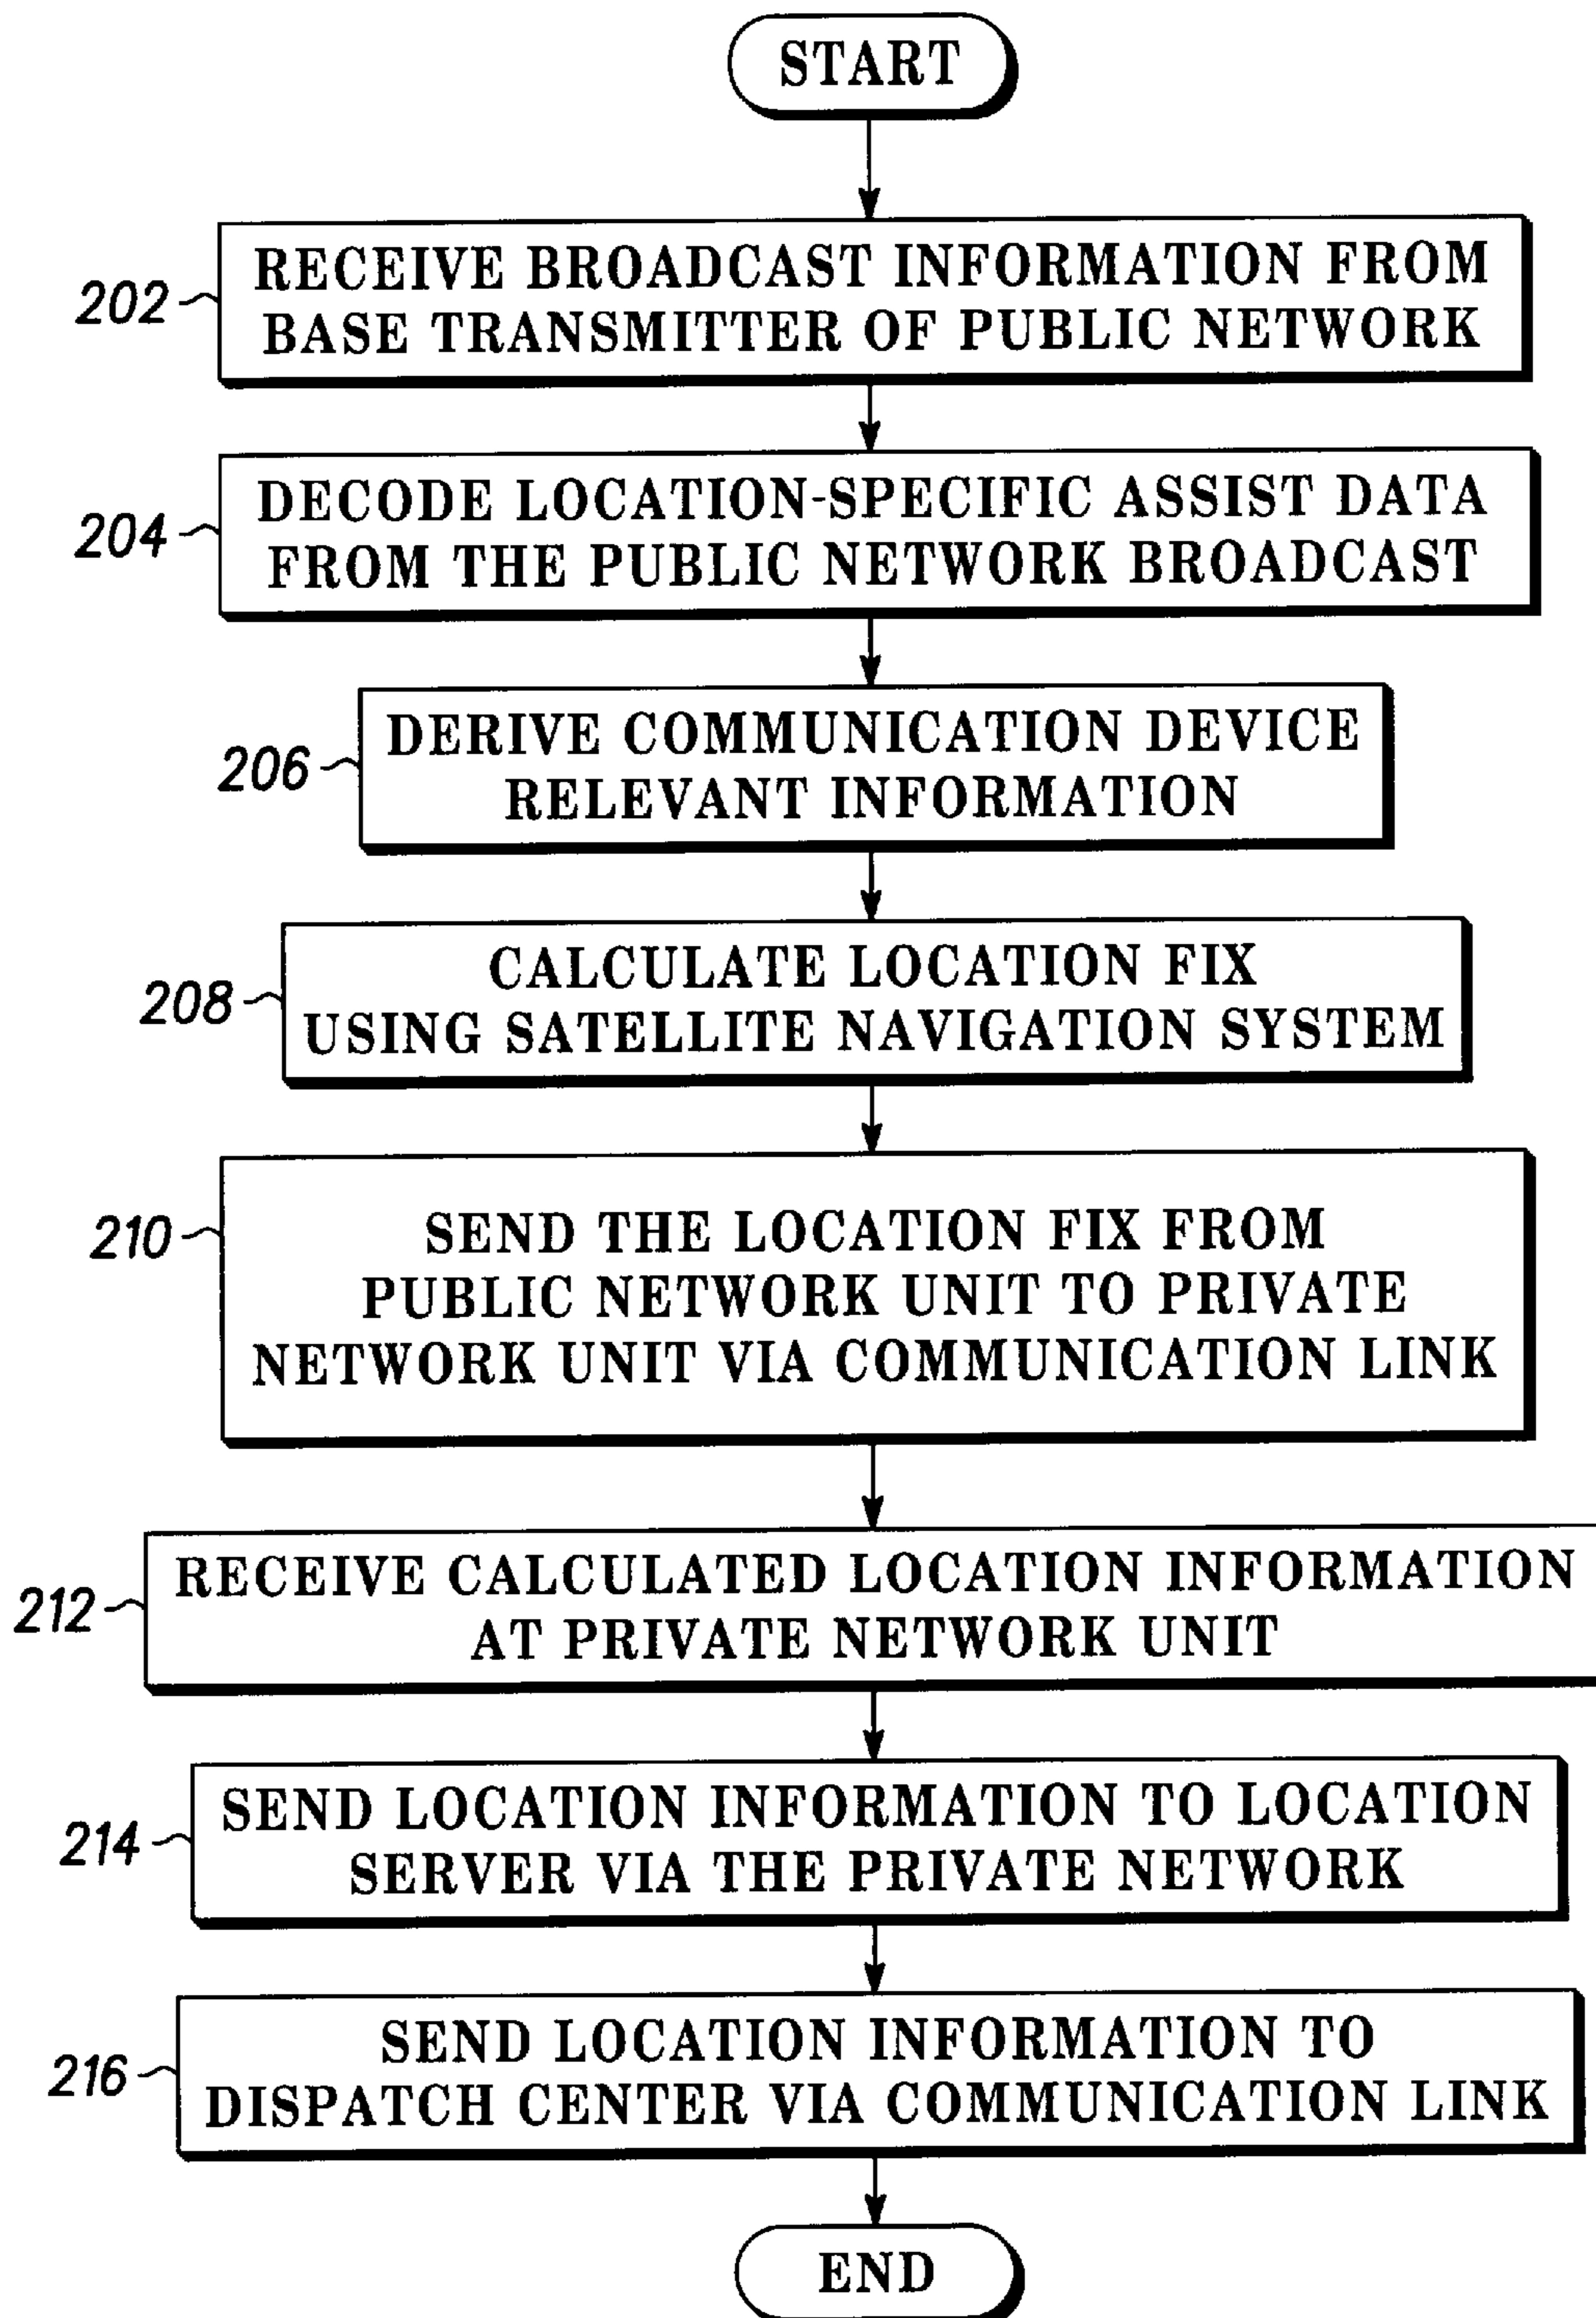 START
202
RECEIVE BROADCAST INFORMATION FROM
BASE TRANSMITTER OF PUBLIC NETWORK
204
DECODE LOCATION-SPECIFIC ASSIST DATA
FROM THE PUBLIC NETWORK BROADCAST
206
DERIVE COMMUNICATION DEVICE
RELEVANT INFORMATION
208
CALCULATE LOCATION FIX
USING SATELLITE NAVIGATION SYSTEM
210
SEND THE LOCATION FIX FROM
PUBLIC NETWORK UNIT TO PRIVATE
NETWORK UNIT VIA COMMUNICATION LINK
212
RECEIVE CALCULATED LOCATION INFORMATION
AT PRIVATE NETWORK UNIT
214
SEND LOCATION INFORMATION TO LOCATION
SERVER VIA THE PRIVATE NETWORK
216
SEND LOCATION INFORMATION TO
DISPATCH CENTER VIA COMMUNICATION LINK
END